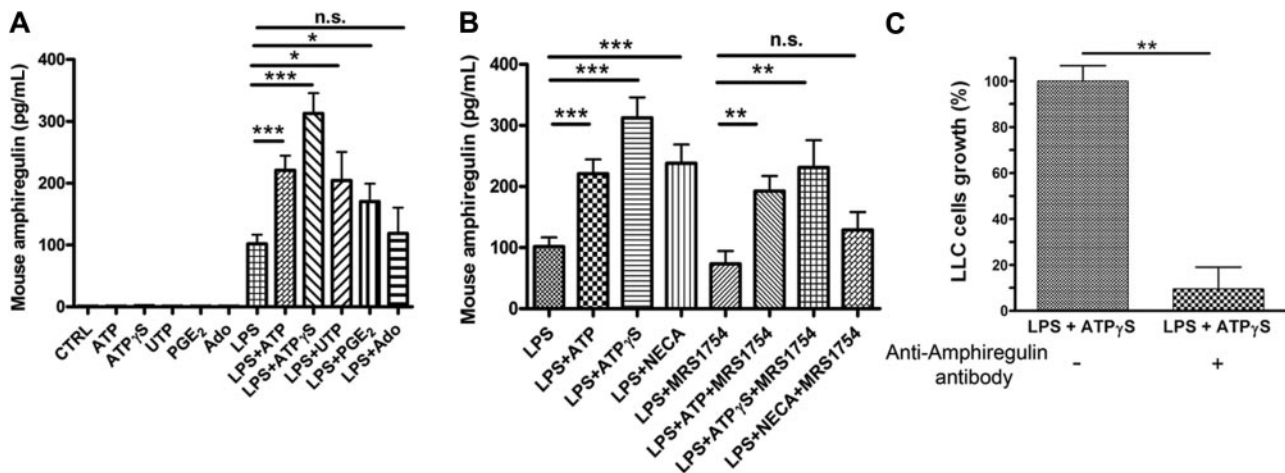 A
n.s.
*
*
***
***
Mouse amphiregulin (pg/mL)
400
300
200
100
0
CTRL
ATP
ATPγS
UTP
PGE2
Ado
LPS
LPS+ATP
LPS+ATPγS
LPS+UTP
LPS+PGE2
LPS+Ado
B
***
n.s.
***
**
***
**
Mouse amphiregulin (pg/mL)
400
300
200
100
0
LPS
LPS+ATP
LPS+ATPγS
LPS+NECA
LPS+MRS1754
LPS+ATP+MRS1754
LPS+ATPγS+MRS1754
LPS+NECA+MRS1754
C
**
LLC cells growth (%)
100
80
60
40
20
10
0
LPS + ATPγS
LPS + ATPγS
Anti-Amphiregulin
antibody
-
+